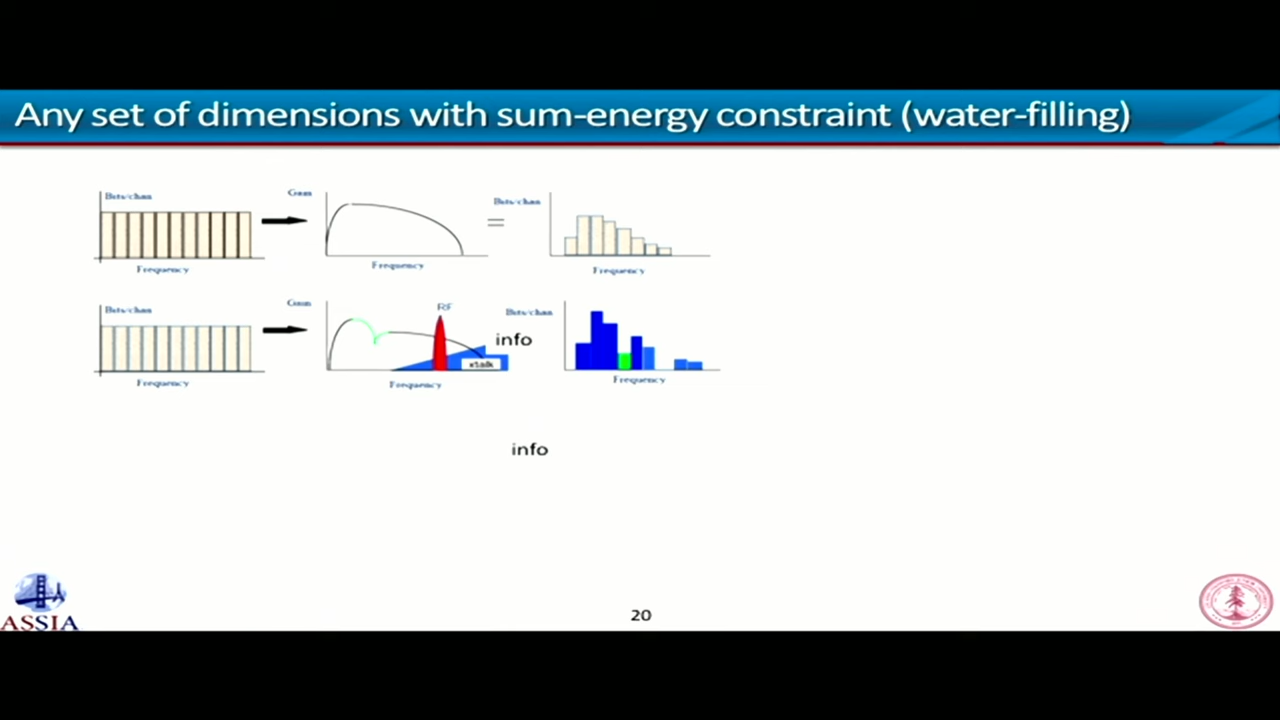 Any set of dimensions with sum-energy constraint (water-filling)
Bits/chan
Gain
Bits/chan
=
Frequency
Frequency
Frequency
Bits/chan
Gain
RF
Bits/chan
info
xtalk
Frequency
Frequency
Frequency
info
20
ASSIA